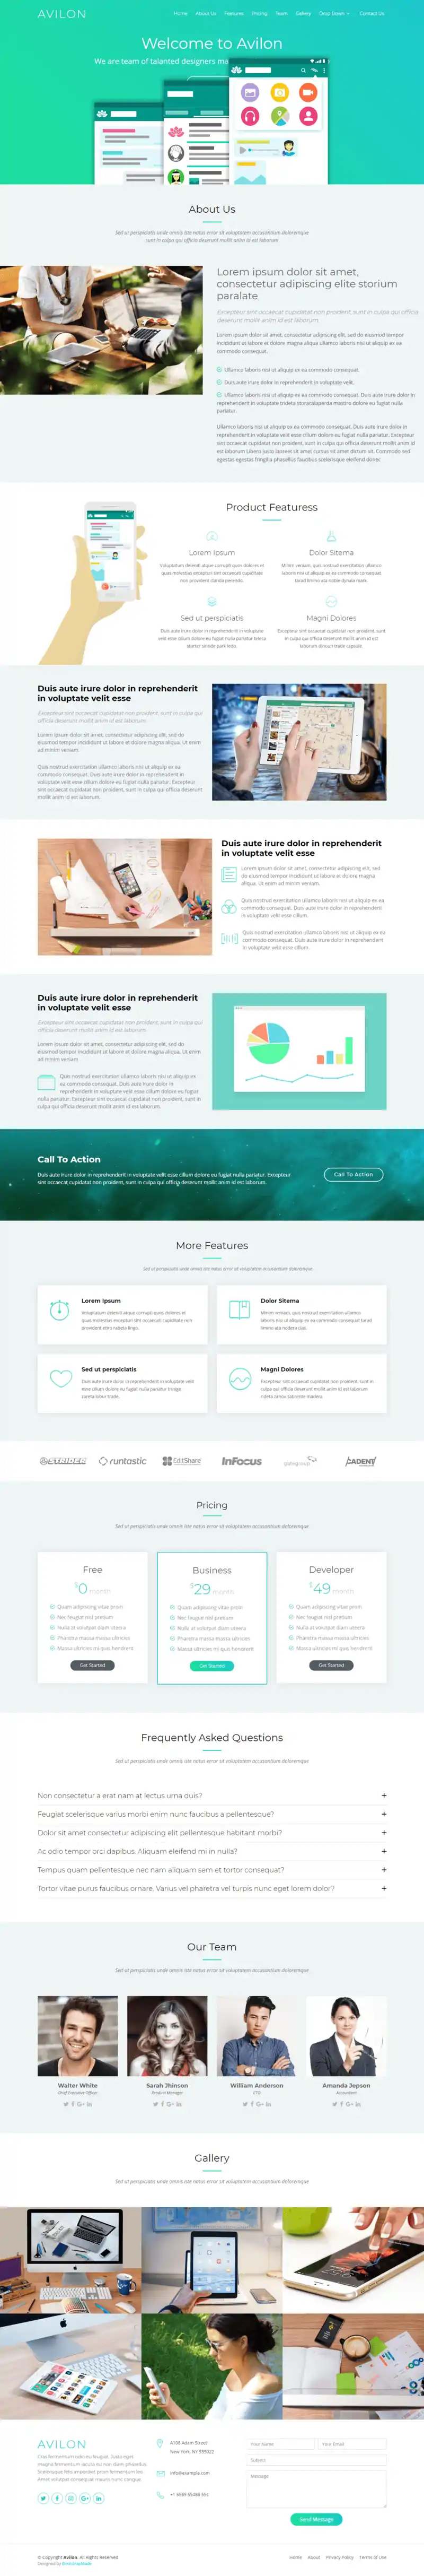 AVILON
Home About Us Features Pricing Team Gallery Drop Down Contact Us
Welcome to Avilon
We are team of talanted designers ma
About Us
Sed ut perspiciatis unde omnis iste natus error sit voluptatem accusantium doloremque
sunt in culpa qui officia deserunt mollit anim id est laborum
Lorem ipsum dolor sit amet,
consectetur adipiscing elite storium
paralate
Excepteur sint occaecat cupidatat non proident, sunt in culpa qui officia
deserunt mollit anim id est laborum
Lorem ipsum dolor sit amet, consectetur adipiscing elit, sed do eiusmod tempor
incididunt ut labore et dolore magna aliqua Ullamco laboris nisi ut aliquip ex ea
commodo consequat.
Ullamco laboris nisi ut aliquip ex ea commodo consequat.
Duis aute irure dolor in reprehenderit in voluptate velit.
Ullamco laboris nisi ut aliquip ex ea commodo consequat. Duis aute irure dolor in
reprehenderit in voluptate trideta storacalaperda mastiro dolore eu fugiat nulla
pariatur.
Ullamco laboris nisi ut aliquip ex ea commodo consequat. Duis aute irure dolor in
reprehenderit in voluptate velit esse cillum dolore eu fugiat nulla pariatur. Excepteur
sint occaecat cupidatat non proident, sunt in culpa qui officia deserunt mollit anim id
est laborum Libero justo laoreet sit amet cursus sit amet dictum sit. Commodo sed
egestas egestas fringilla phasellus faucibus scelerisque eleifend donec
Product Featuress
Lorem Ipsum
Voluptatum deleniti atque corrupti quos dolores et
quas molestias excepturi sint occaecati cupiditate
non provident clarida perendo.
Dolor Sitema
Minim veniam, quis nostrud exercitation ullamco
laboris nisi ut aliquip ex ea commodo consequat
tarad limino ata noble dynala mark.
Sed ut perspiciatis
Duis aute irure dolor in reprehenderit in voluptate
velit esse cillum dolore eu fugiat nulla pariatur teleca
starter sinode park ledo.
Magni Dolores
Excepteur sint occaecat cupidatat non proident, sunt
in culpa qui officia deserunt mollit anim id est
laborum dinoun trade capsule.
Duis aute irure dolor in reprehenderit
in voluptate velit esse
Excepteur sint occaecat cupidatat non proident, sunt in culpa qui
officia deserunt mollit anim id est laborum
Lorem ipsum dolor sit amet, consectetur adipiscing elit, sed do
eiusmod tempor incididunt ut labore et dolore magna aliqua. Ut enim
ad minim veniam.
Quis nostrud exercitation ullamco laboris nisi ut aliquip ex ea
commodo consequat. Duis aute irure dolor in reprehenderit in
voluptate velit esse cillum dolore eu fugiat nulla pariatur. Excepteur
sint occaecat cupidatat non proident, sunt in culpa qui officia deserunt
mollit anim id est laborum.
Duis aute irure dolor in reprehenderit
in voluptate velit esse
Lorem ipsum dolor sit amet, consectetur adipiscing elit, sed
do eiusmod tempor incididunt ut labore et dolore magna
aliqua. Ut enim ad minim veniam.
Quis nostrud exercitation ullamco laboris nisi ut aliquip ex ea
commodo consequat. Duis aute irure dolor in reprehenderit
in voluptate velit esse cillum.
Quis nostrud exercitation ullamco laboris nisi ut aliquip ex ea
commodo consequat. Duis aute irure dolor in reprehenderit
in voluptate velit esse cillum.
Duis aute irure dolor in reprehenderit
in voluptate velit esse
Excepteur sint occaecat cupidatat non proident, sunt in culpa qui
officia deserunt mollit anim id est laborum
Lorem ipsum dolor sit amet, consectetur adipiscing elit, sed do
eiusmod tempor incididunt ut labore et dolore magna aliqua. Ut enim
ad minim veniam
Quis nostrud exercitation ullamco laboris nisi ut aliquip ex
ea commodo consequat. Duis aute irure dolor in
reprehenderit in voluptate velit esse cillum dolore eu fugiat
nulla pariatur. Excepteur sint occaecat cupidatat non proident, sunt in
culpa qui officia deserunt mollit anim id est laborum.
Call To Action
Duis aute irure dolor in reprehenderit in voluptate velit esse cillum dolore eu fugiat nulla pariatur. Excepteur
sint occaecat cupidatat non proident, sunt in culpa qui officia deserunt mollit anim id est laborum.
Call To Action
More Features
Sed ut perspiciatis unde omnis iste natus error sit voluptatem accusantium doloremque
Lorem Ipsum
Voluptatum deleniti atque corrupti quos dolores et
quas molestias excepturi sint occaecati cupiditate non
provident etiro rabeta lingo.
Dolor Sitema
Minim veniam, quis nostrud exercitation ullamco
laboris nisi ut aliquip ex ea commodo consequat tarad
limino ata nodera clas.
Sed ut perspiciatis
Duis aute irure dolor in reprehenderit in voluptate velit
esse cillum dolore eu fugiat nulla pariatur trinige
zareta lobur trade.
Magni Dolores
Excepteur sint occaecat cupidatat non proident, sunt in
culpa qui officia deserunt mollit anim id est laborum
rideta zanox satirente madera
STRIDER runtastic EditShare InFocus CADENT
Pricing
Sed ut perspiciatis unde omnis iste natus error sit voluptatem accusantium doloremque
Free
$0 month
Quam adipiscing vitae proin
Nec feugiat nisl pretium
Nulla at volutpat diam uteera
Pharetra massa massa ultricies
Massa ultricies mi quis hendrerit
Get Started
Business
$29 month
Quam adipiscing vitae proin
Nec feugiat nisl pretium
Nulla at volutpat diam uteera
Pharetra massa massa ultricies
Massa ultricies mi quis hendrerit
Get Started
Developer
$49 month
Quam adipiscing vitae proin
Nec feugiat nisl pretium
Nulla at volutpat diam uteera
Pharetra massa massa ultricies
Massa ultricies mi quis hendrerit
Get Started
Frequently Asked Questions
Sed ut perspiciatis unde omnis iste natus error sit voluptatem accusantium doloremque
Non consectetur a erat nam at lectus urna duis?
Feugiat scelerisque varius morbi enim nunc faucibus a pellentesque?
Dolor sit amet consectetur adipiscing elit pellentesque habitant morbi?
Ac odio tempor orci dapibus. Aliquam eleifend mi in nulla?
Tempus quam pellentesque nec nam aliquam sem et tortor consequat?
Tortor vitae purus faucibus ornare. Varius vel pharetra vel turpis nunc eget lorem dolor?
Our Team
Sed ut perspiciatis unde omnis iste natus error sit voluptatem accusantium doloremque
Walter White
Chief Executive Officer
Sarah Jhinson
Product Manager
William Anderson
CTO
Amanda Jepson
Accountant
Gallery
Sed ut perspiciatis unde omnis iste natus error sit voluptatem accusantium doloremque
AVILON
Cras fermentum odio eu feugiat. Justo eget
magna fermentum iaculis eu non diam phasellus.
Scelerisque felis imperdiet proin fermentum leo.
Amet volutpat consequat mauris nunc congue.
A108 Adam Street
New York, NY 535022
info@example.com
+1 5589 55488 55s
Your Name
Your Email
Subject
Message
Send Message
© Copyright Avilon. All Rights Reserved
Designed by BootstrapMade
Home About Privacy Policy Terms of Use